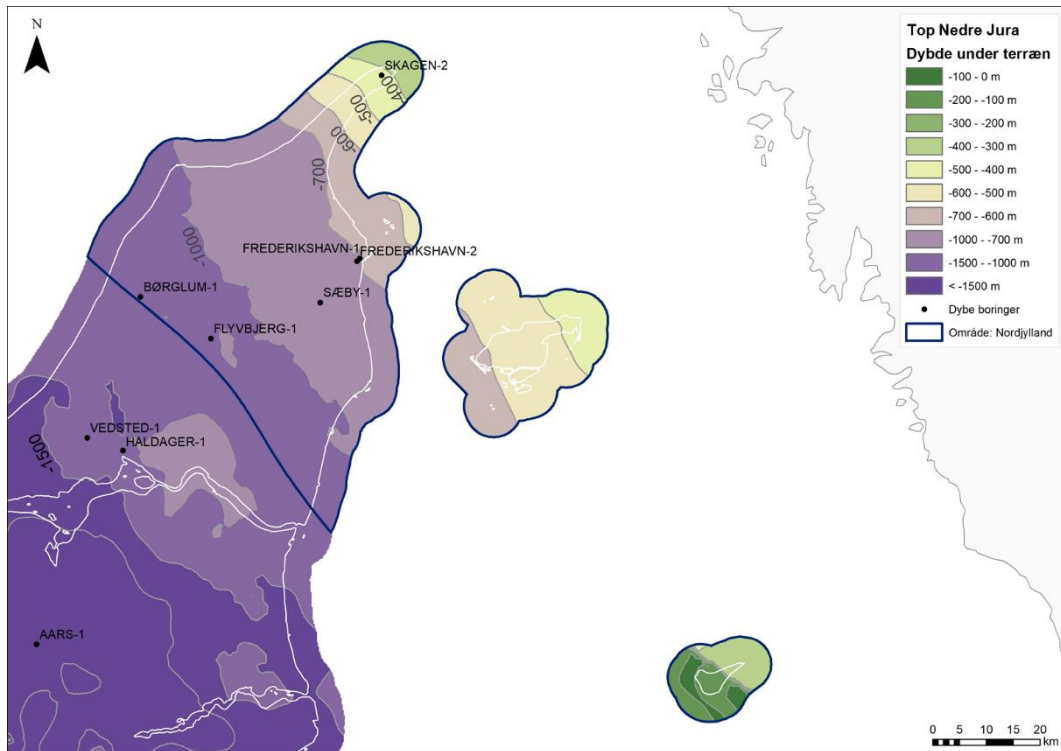 N
Top Nedre Jura
Dybde under terræn
-100 - 0 m
-200 - -100 m
-300 - -200 m
-400 - -300 m
-500 - -400 m
-600 - -500 m
-700 - -600 m
-1000 - -700 m
-1500 - -1000 m
< -1500 m
Dybe boringer
Område: Nordjylland
SKAGEN-2
-400
-500
-600
-700
-1000
FREDERIKSHAVN-1
FREDERIKSHAVN-2
BØRGLUM-1
SÆBY-1
FLYVBJERG-1
VEDSTED-1
HALDAGER-1
-1500
AARS-1
0 2,5 5 10 15 20
km